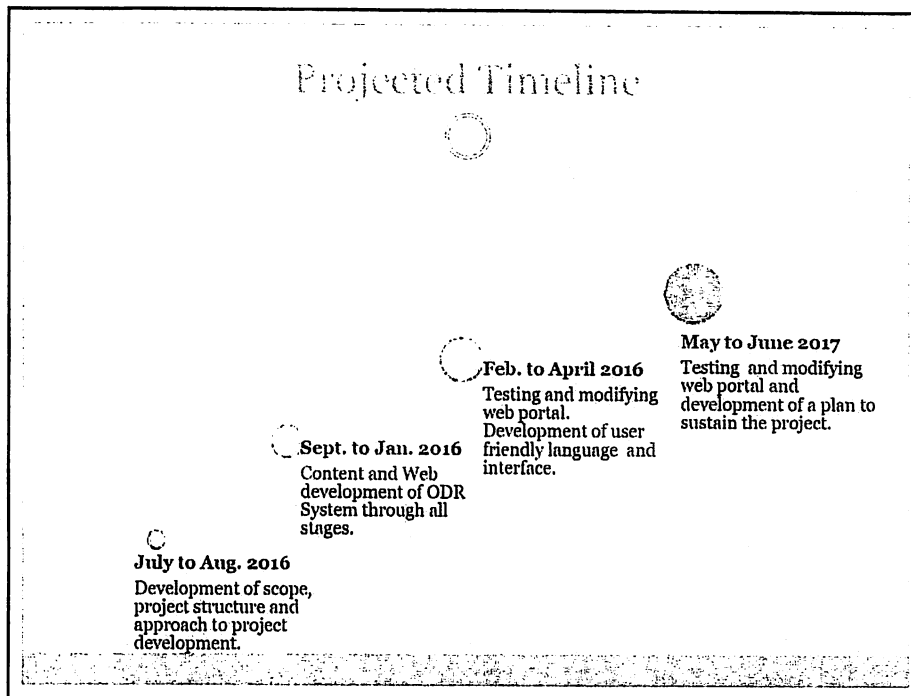 Projected Timeline
July to Aug. 2016
Development of scope,
project structure and
approach to project
development.
Sept. to Jan. 2016
Content and Web
development of ODR
System through all
stages.
Feb. to April 2016
Testing and modifying
web portal.
Development of user
friendly language and
interface.
May to June 2017
Testing and modifying
web portal and
development of a plan to
sustain the project.